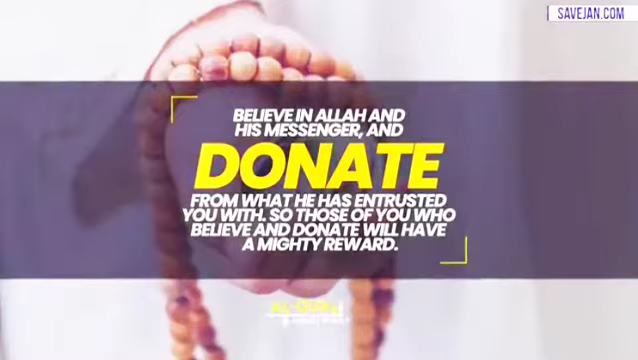 SAVEJAN.COM
BELIEVE IN ALLAH AND
HIS MESSENGER, AND
DONATE
FROM WHAT HE HAS ENTRUSTED
YOU WITH. SO THOSE OF YOU WHO
BELIEVE AND DONATE WILL HAVE
A MIGHTY REWARD.